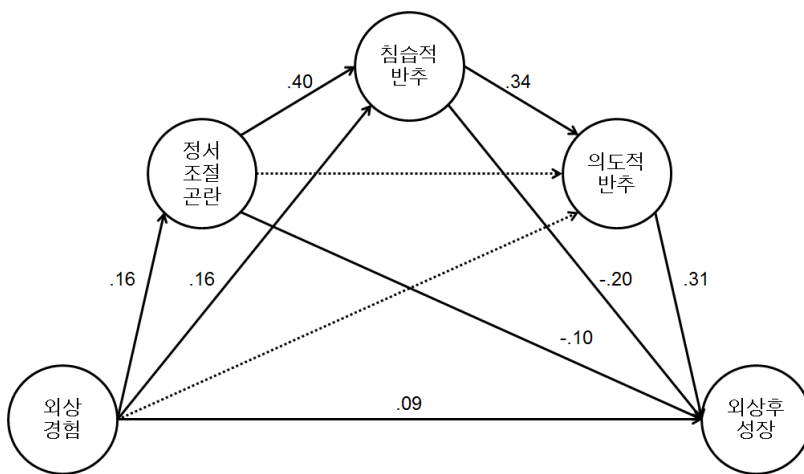 침습적
반추
.40
.34
정서
조절
곤란
의도적
반추
.16
.16
-.20
.31
-.10
외상
경험
.09
외상후
성장